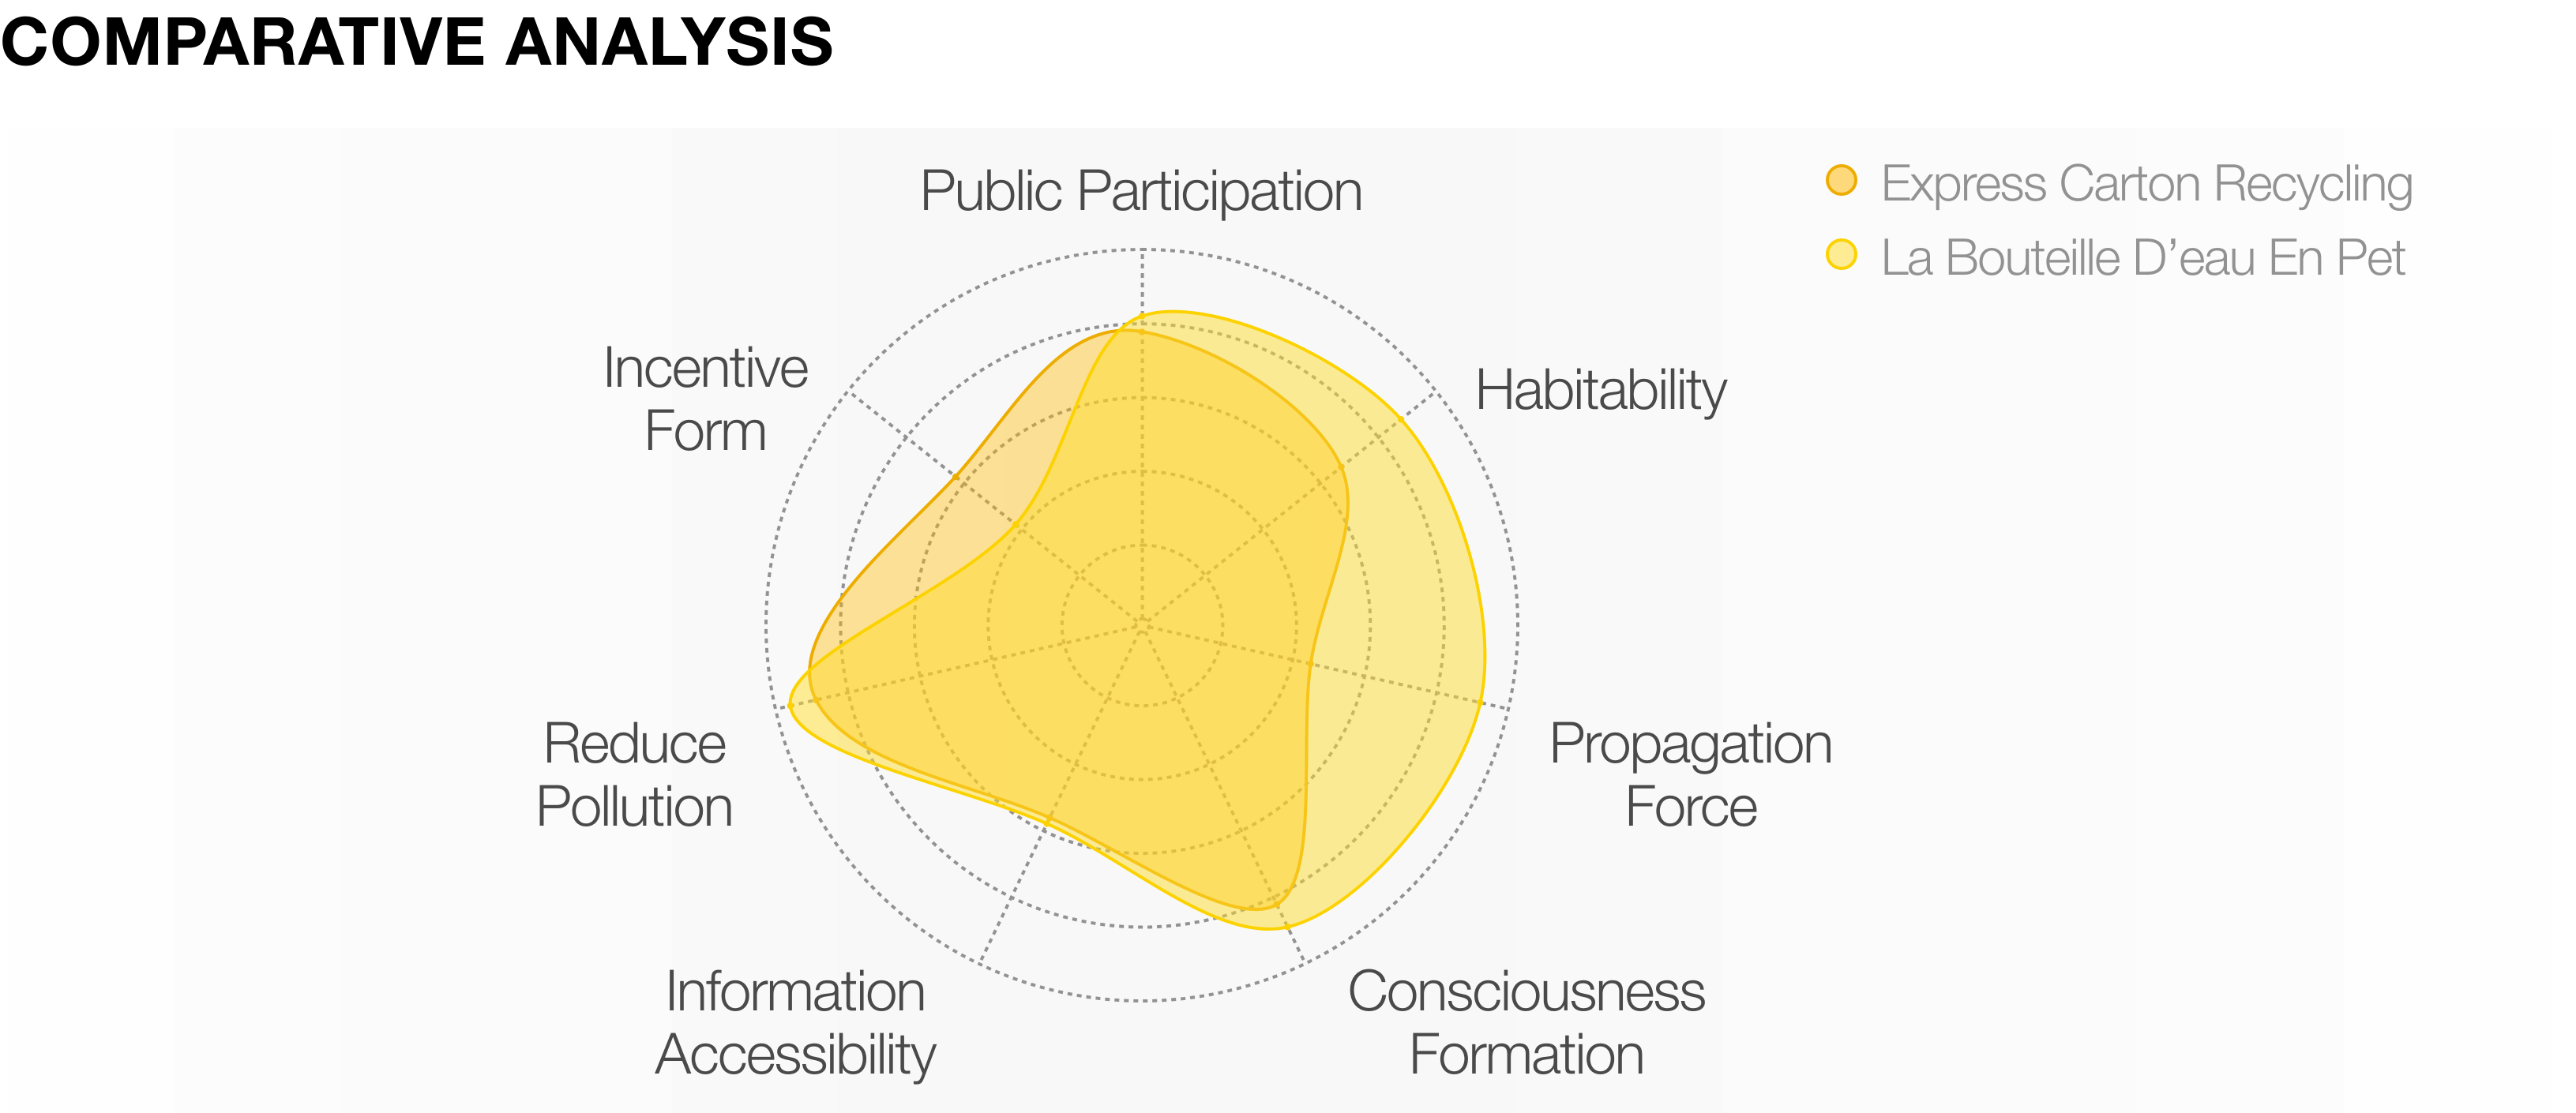 COMPARATIVE ANALYSIS
Express Carton Recycling
La Bouteille D’eau En Pet
Public Participation
Habitability
Propagation
Force
Consciousness
Formation
Information
Accessibility
Reduce
Pollution
Incentive
Form